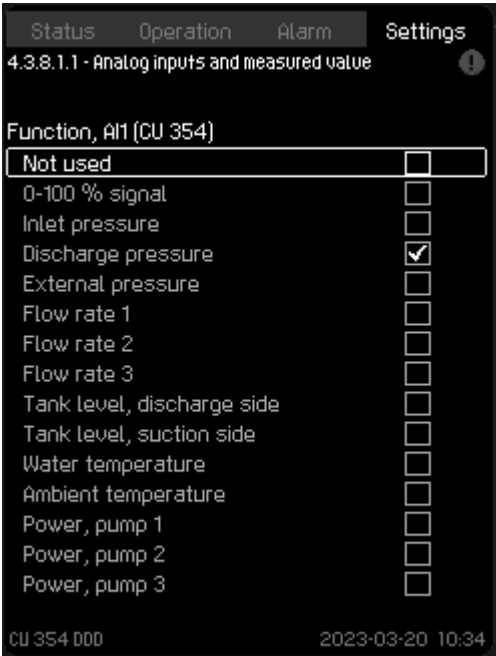 Status Operation Alarm Settings
4.3.8.1.1 - Analog inputs and measured value
Function, AI1 (CU 354)
Not used
0-100 % signal
Inlet pressure
Discharge pressure
External pressure
Flow rate 1
Flow rate 2
Flow rate 3
Tank level, discharge side
Tank level, suction side
Water temperature
Ambient temperature
Power, pump 1
Power, pump 2
Power, pump 3
CU 354 DDD 2023-03-20 10:34